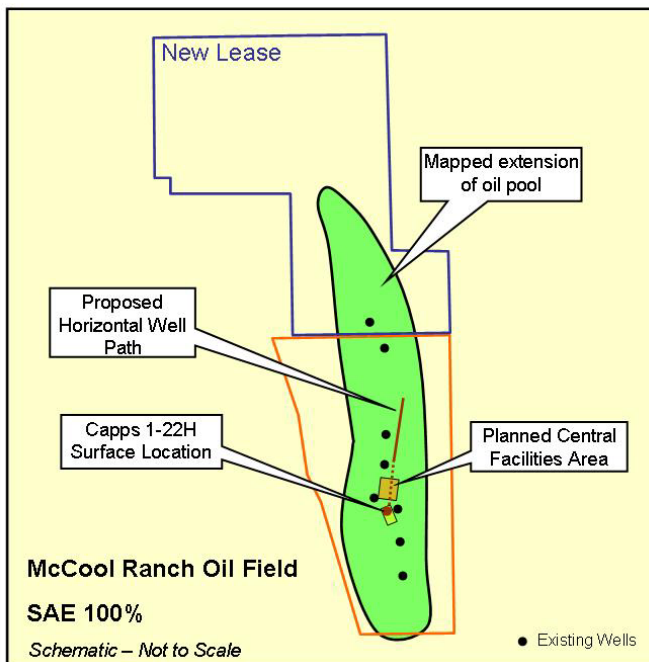 New Lease
Mapped extension
of oil pool
Proposed
Horizontal Well
Path
Capps 1-22H
Surface Location
Planned Central
Facilities Area
McCool Ranch Oil Field
SAE 100%
Schematic – Not to Scale
Existing Wells